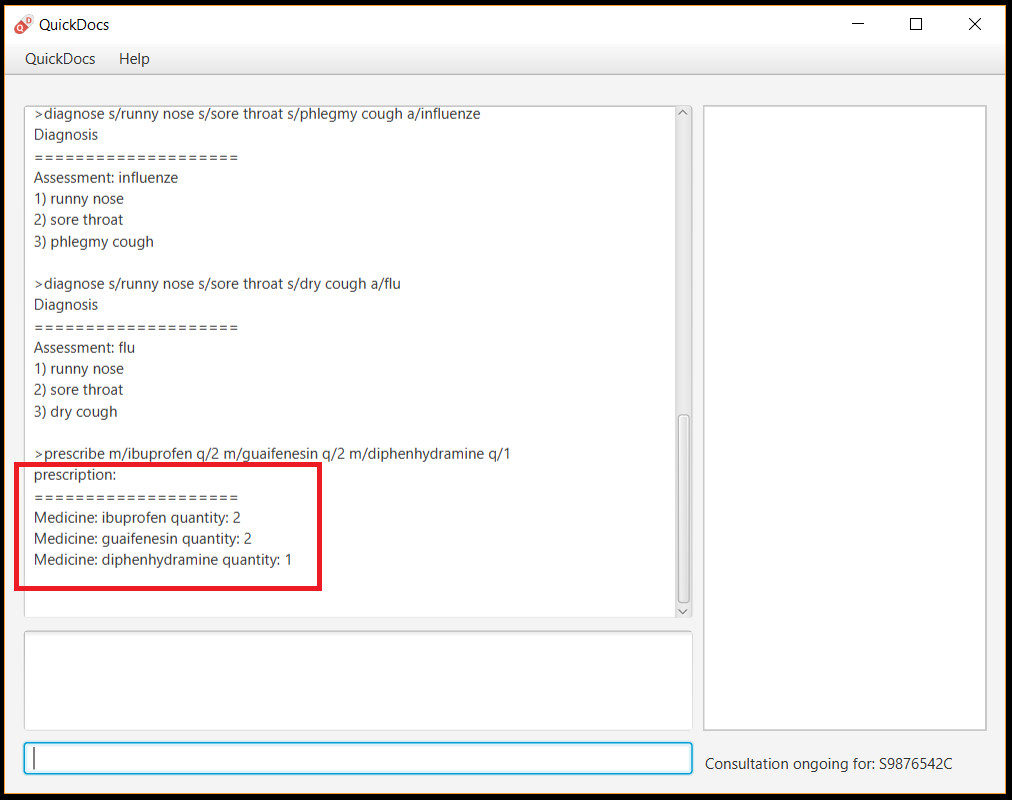 QuickDocs
QuickDocs Help
>diagnose s/runny nose s/sore throat s/phlegmy cough a/influenze
Diagnosis
====================
Assessment: influenze
1) runny nose
2) sore throat
3) phlegmy cough
>diagnose s/runny nose s/sore throat s/dry cough a/flu
Diagnosis
====================
Assessment: flu
1) runny nose
2) sore throat
3) dry cough
>prescribe m/ibuprofen q/2 m/guaifenesin q/2 m/diphenhydramine q/1
prescription:
====================
Medicine: ibuprofen quantity: 2
Medicine: guaifenesin quantity: 2
Medicine: diphenhydramine quantity: 1
Consultation ongoing for: S9876542C